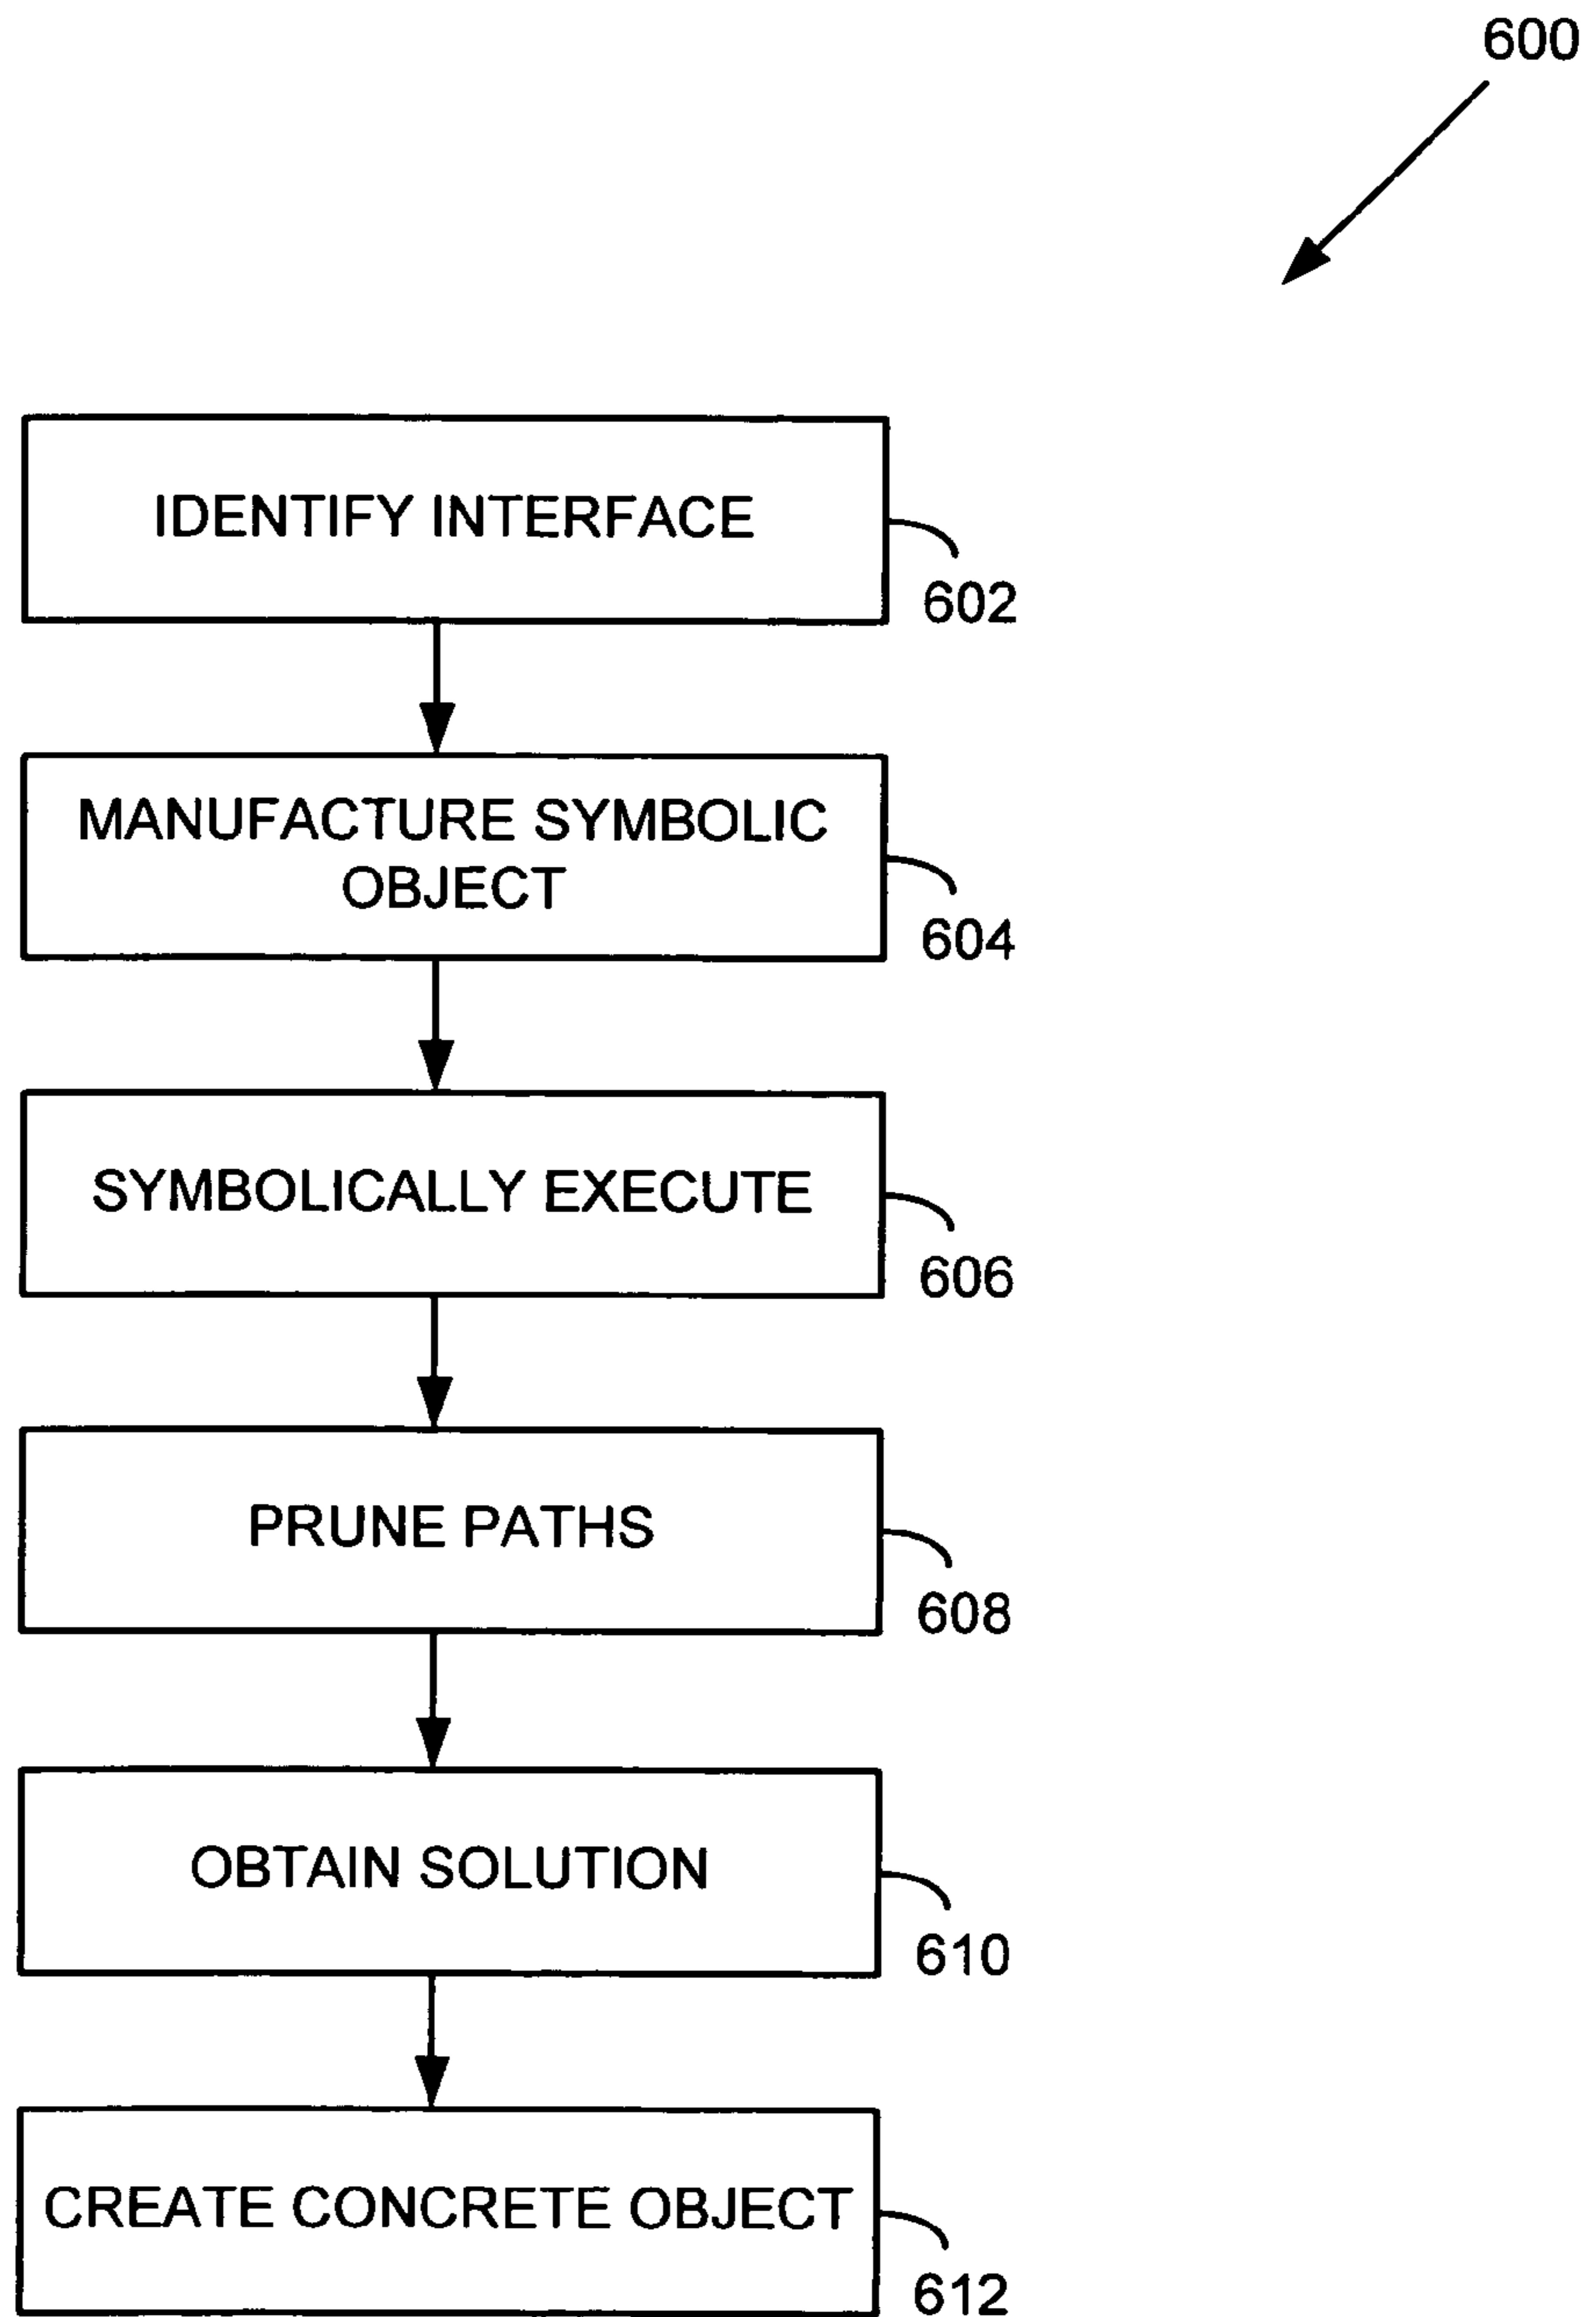 600
IDENTIFY INTERFACE
602
MANUFACTURE SYMBOLIC
OBJECT
604
SYMBOLICALLY EXECUTE
606
PRUNE PATHS
608
OBTAIN SOLUTION
610
CREATE CONCRETE OBJECT
612